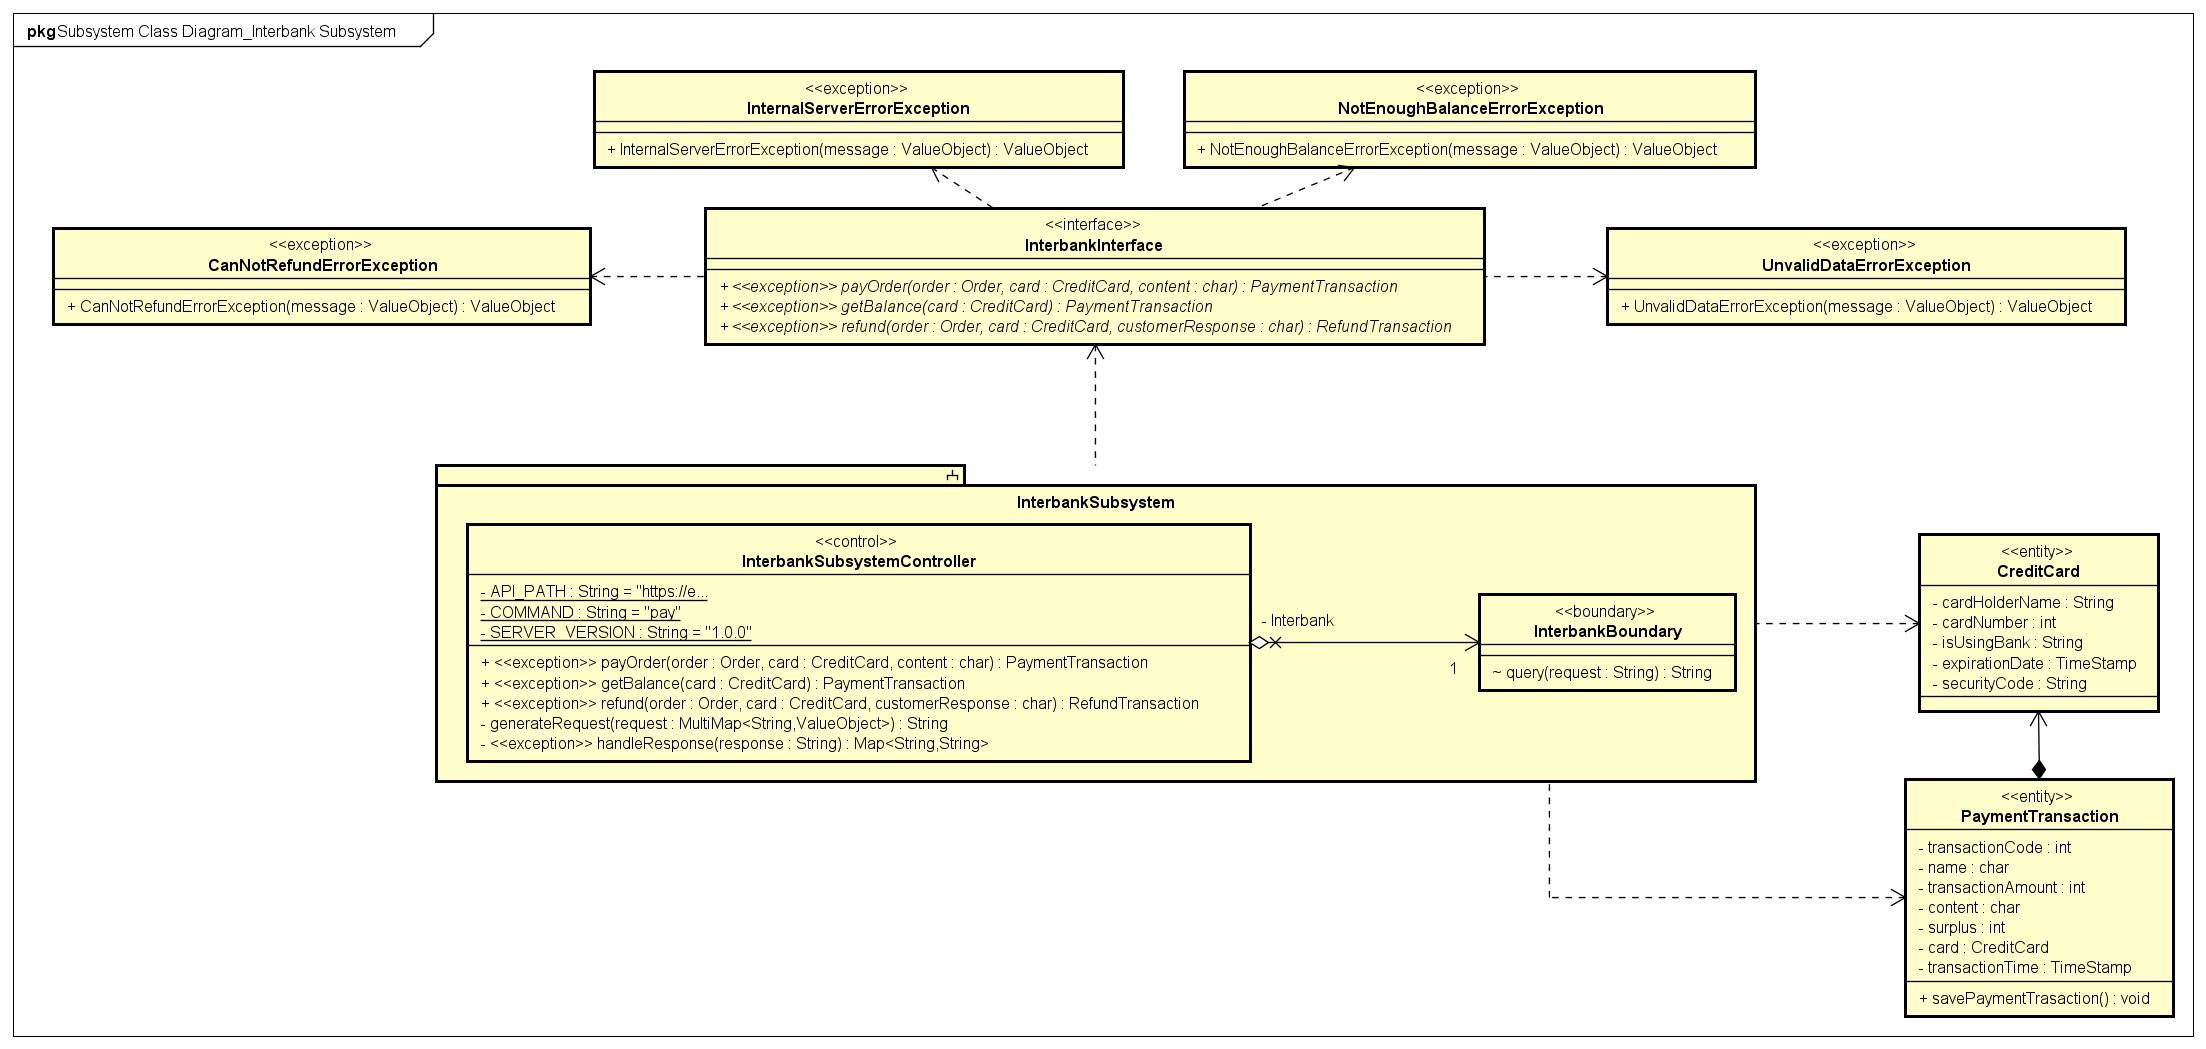 pkg Subsystem Class Diagram_Interbank Subsystem
<<exception>>
InternalServerErrorException
+ InternalServerErrorException(message : ValueObject) : ValueObject
<<exception>>
NotEnoughBalanceErrorException
+ NotEnoughBalanceErrorException(message : ValueObject) : ValueObject
<<exception>>
CanNotRefundErrorException
+ CanNotRefundErrorException(message : ValueObject) : ValueObject
<<interface>>
InterbankInterface
+ <<exception>> payOrder(order : Order, card : CreditCard, content : char) : PaymentTransaction
+ <<exception>> getBalance(card : CreditCard) : PaymentTransaction
+ <<exception>> refund(order : Order, card : CreditCard, customerResponse : char) : RefundTransaction
<<exception>>
UnvalidDataErrorException
+ UnvalidDataErrorException(message : ValueObject) : ValueObject
InterbankSubsystem
<<control>>
InterbankSubsystemController
- API_PATH : String = "https://e...
- COMMAND : String = "pay"
- SERVER_VERSION : String = "1.0.0"
+ <<exception>> payOrder(order : Order, card : CreditCard, content : char) : PaymentTransaction
+ <<exception>> getBalance(card : CreditCard) : PaymentTransaction
+ <<exception>> refund(order : Order, card : CreditCard, customerResponse : char) : RefundTransaction
- generateRequest(request : MultiMap<String,ValueObject>) : String
- <<exception>> handleResponse(response : String) : Map<String,String>
- Interbank
1
<<boundary>>
InterbankBoundary
~ query(request : String) : String
<<entity>>
CreditCard
- cardHolderName : String
- cardNumber : int
- isUsingBank : String
- expirationDate : TimeStamp
- securityCode : String
<<entity>>
PaymentTransaction
- transactionCode : int
- name : char
- transactionAmount : int
- content : char
- surplus : int
- card : CreditCard
- transactionTime : TimeStamp
+ savePaymentTrasaction() : void